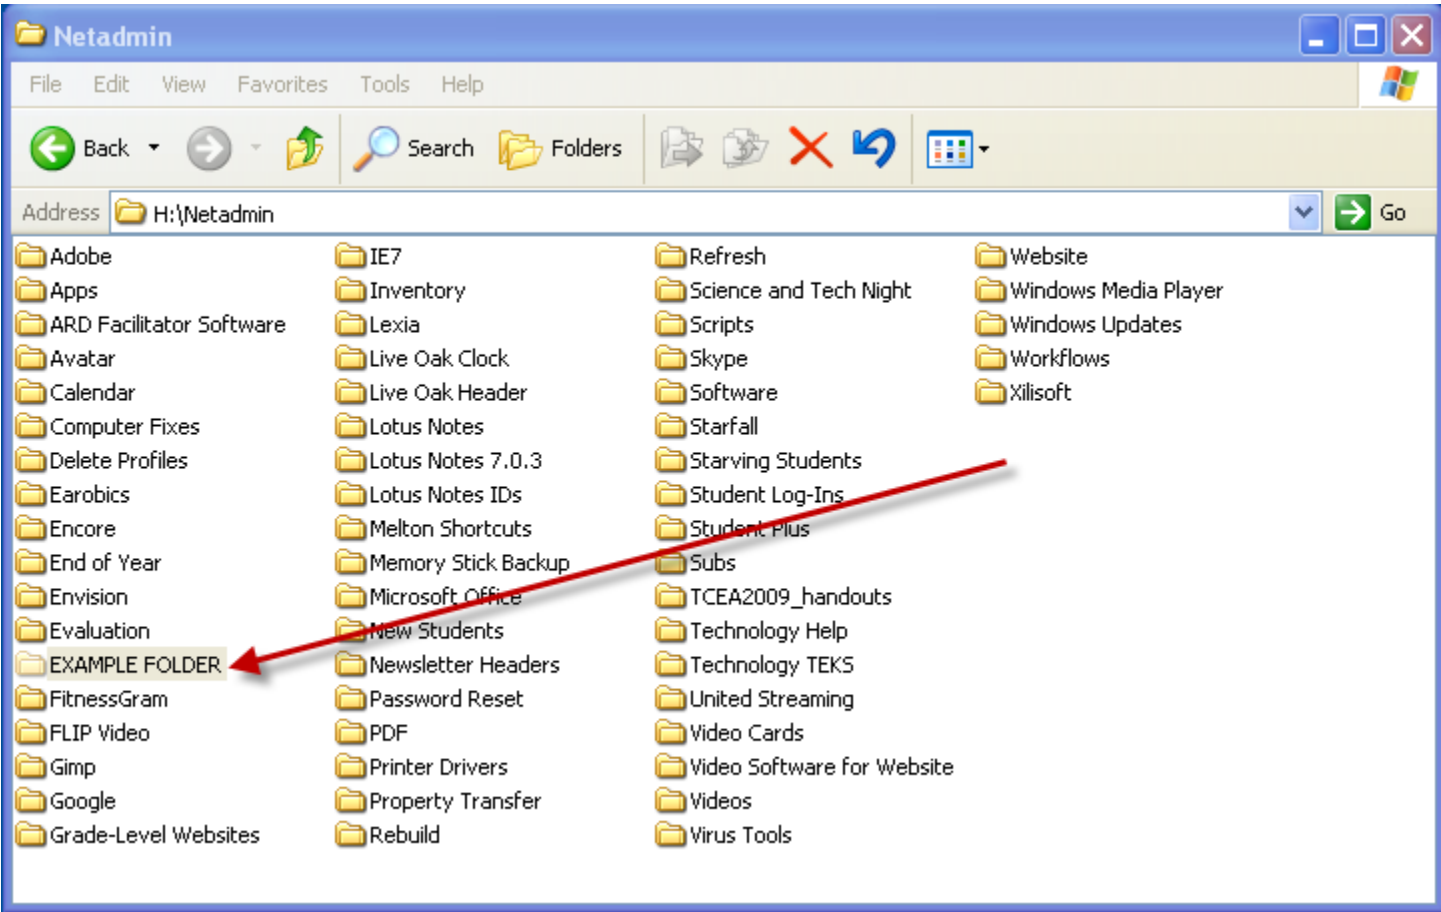 Netadmin
File Edit View Favorites Tools Help
Back Search Folders
Address H:\Netadmin Go
Adobe
Apps
ARD Facilitator Software
Avatar
Calendar
Computer Fixes
Delete Profiles
Earobics
Encore
End of Year
Envision
Evaluation
EXAMPLE FOLDER
FitnessGram
FLIP Video
Gimp
Google
Grade-Level Websites
IE7
Inventory
Lexia
Live Oak Clock
Live Oak Header
Lotus Notes
Lotus Notes 7.0.3
Lotus Notes IDs
Melton Shortcuts
Memory Stick Backup
Microsoft Office
New Students
Newsletter Headers
Password Reset
PDF
Printer Drivers
Property Transfer
Rebuild
Refresh
Science and Tech Night
Scripts
Skype
Software
Starfall
Starving Students
Student Log-Ins
Student Plus
Subs
TCEA2009_handouts
Technology Help
Technology TEKS
United Streaming
Video Cards
Video Software for Website
Videos
Virus Tools
Website
Windows Media Player
Windows Updates
Workflows
Xilisoft